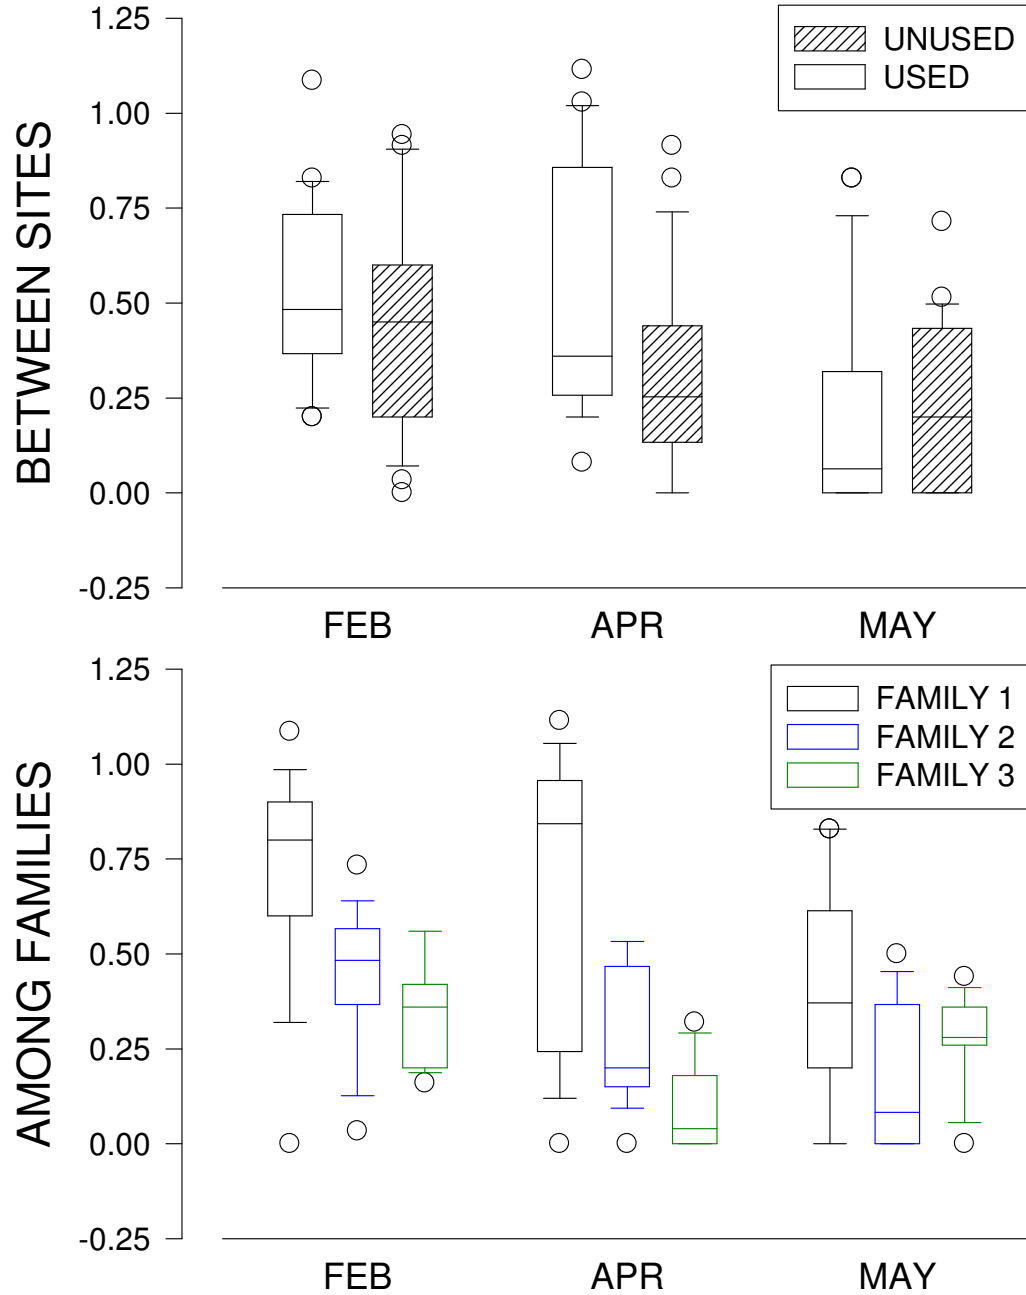 1.25
1.00
0.75
0.50
0.25
0.00
-0.25
BETWEEN SITES
UNUSED
USED
FEB APR MAY
1.25
1.00
0.75
0.50
0.25
0.00
-0.25
AMONG FAMILIES
FAMILY 1
FAMILY 2
FAMILY 3
FEB APR MAY